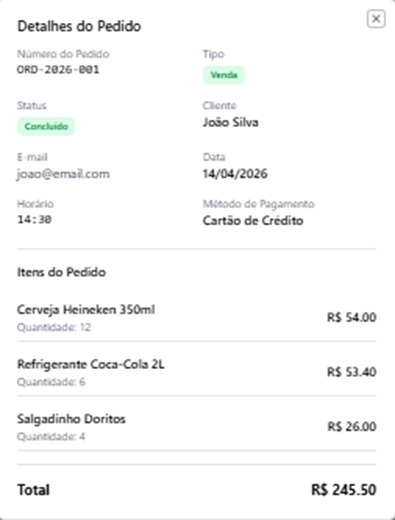 Detalhes do Pedido
Número do Pedido
ORD-2026-001
Tipo
Venda
Status
Concluído
Cliente
João Silva
E-mail
joao@email.com
Data
14/04/2026
Horário
14:30
Método de Pagamento
Cartão de Crédito
Itens do Pedido
Cerveja Heineken 350ml
Quantidade: 12
R$ 54.00
Refrigerante Coca-Cola 2L
Quantidade: 6
R$ 53.40
Salgadinho Doritos
Quantidade: 4
R$ 26.00
Total
R$ 245.50